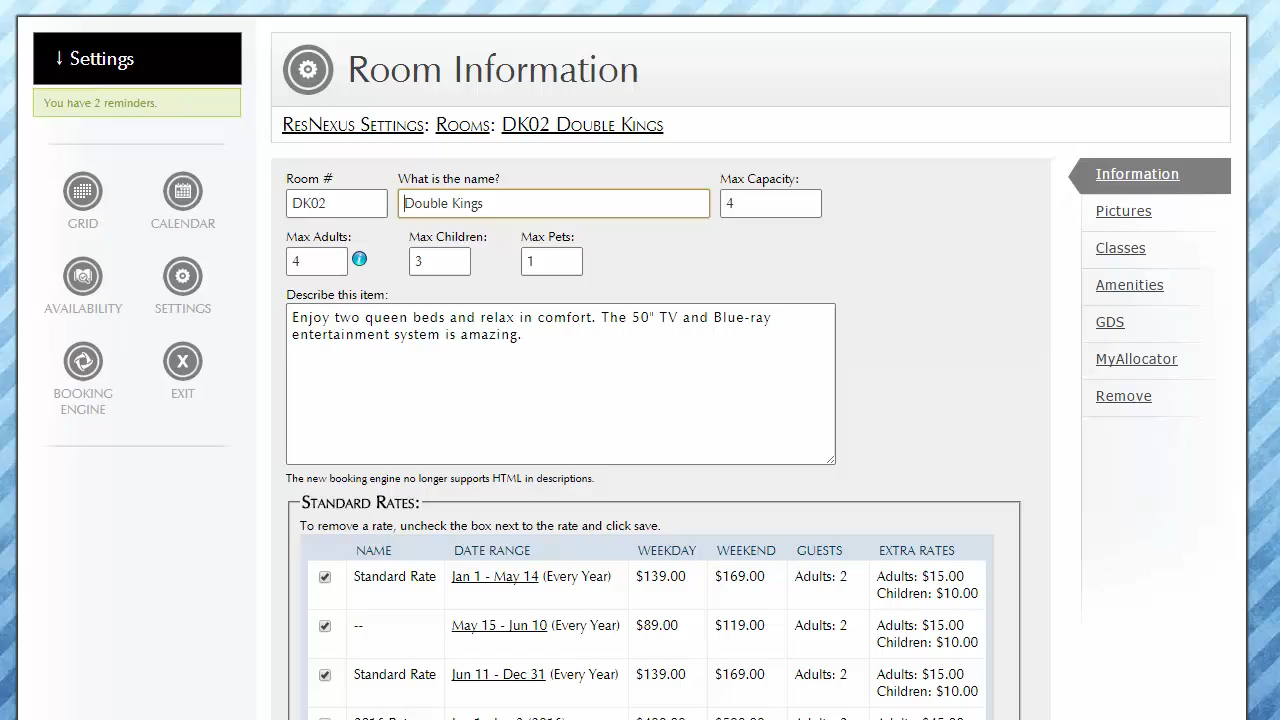 ↓ Settings
You have 2 reminders.
GRID
CALENDAR
AVAILABILITY
SETTINGS
BOOKING ENGINE
EXIT
Room Information
ResNexus Settings: Rooms: DK02 Double Kings
Room # What is the name? Max Capacity:
DK02 Double Kings 4
Max Adults: Max Children: Max Pets:
4 3 1
Describe this item:
Enjoy two queen beds and relax in comfort. The 50" TV and Blue-ray
entertainment system is amazing.
The new booking engine no longer supports HTML in descriptions.
Standard Rates:
To remove a rate, uncheck the box next to the rate and click save.
NAME DATE RANGE WEEKDAY WEEKEND GUESTS EXTRA RATES
Standard Rate Jan 1 - May 14 (Every Year) $139.00 $169.00 Adults: 2 Adults: $15.00
Children: $10.00
-- May 15 - Jun 10 (Every Year) $89.00 $119.00 Adults: 2 Adults: $15.00
Children: $10.00
Standard Rate Jun 11 - Dec 31 (Every Year) $139.00 $169.00 Adults: 2 Adults: $15.00
Children: $10.00
Information
Pictures
Classes
Amenities
GDS
MyAllocator
Remove